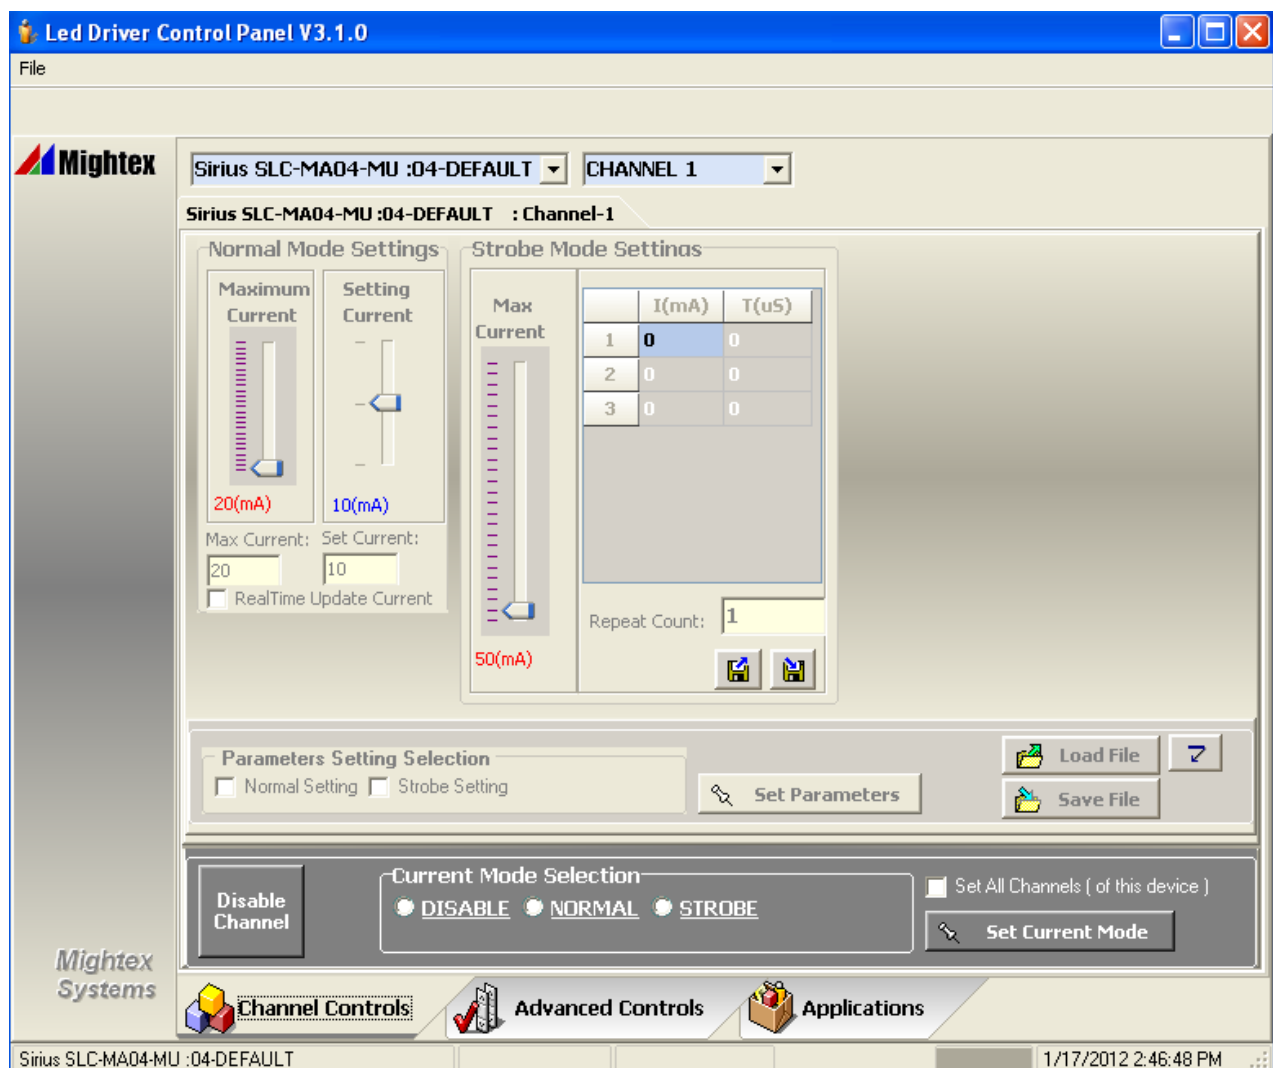 Led Driver Control Panel V3.1.0
File
Mightex
Sirius SLC-MA04-MU :04-DEFAULT
CHANNEL 1
Sirius SLC-MA04-MU :04-DEFAULT : Channel-1
Normal Mode Settings
Maximum Current
Setting Current
20(mA)
10(mA)
Max Current:
Set Current:
20
10
RealTime Update Current
Strobe Mode Settings
Max Current
I(mA) T(uS)
1 0 0
2 0 0
3 0 0
50(mA)
Repeat Count: 1
Parameters Setting Selection
Normal Setting
Strobe Setting
Set Parameters
Load File
Save File
Disable Channel
Current Mode Selection
DISABLE
NORMAL
STROBE
Set All Channels ( of this device )
Set Current Mode
Mightex Systems
Channel Controls
Advanced Controls
Applications
Sirius SLC-MA04-MU :04-DEFAULT
1/17/2012 2:46:48 PM